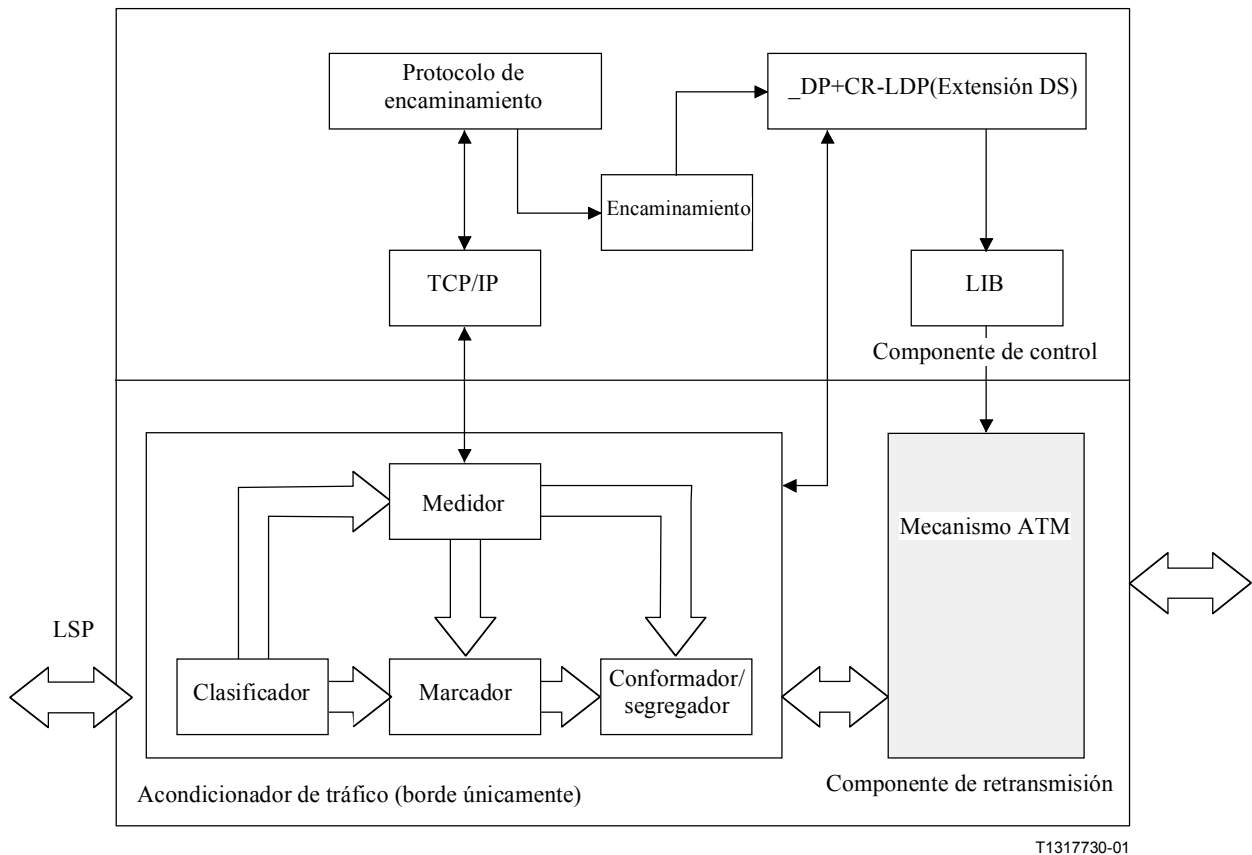 Protocolo de
encaminamiento
_DP+CR-LDP(Extensión DS)
Encaminamiento
TCP/IP
LIB
Componente de control
Medidor
Mecanismo ATM
LSP
Clasificador
Marcador
Conformador/
segregador
Componente de retransmisión
Acondicionador de tráfico (borde únicamente)
T1317730-01